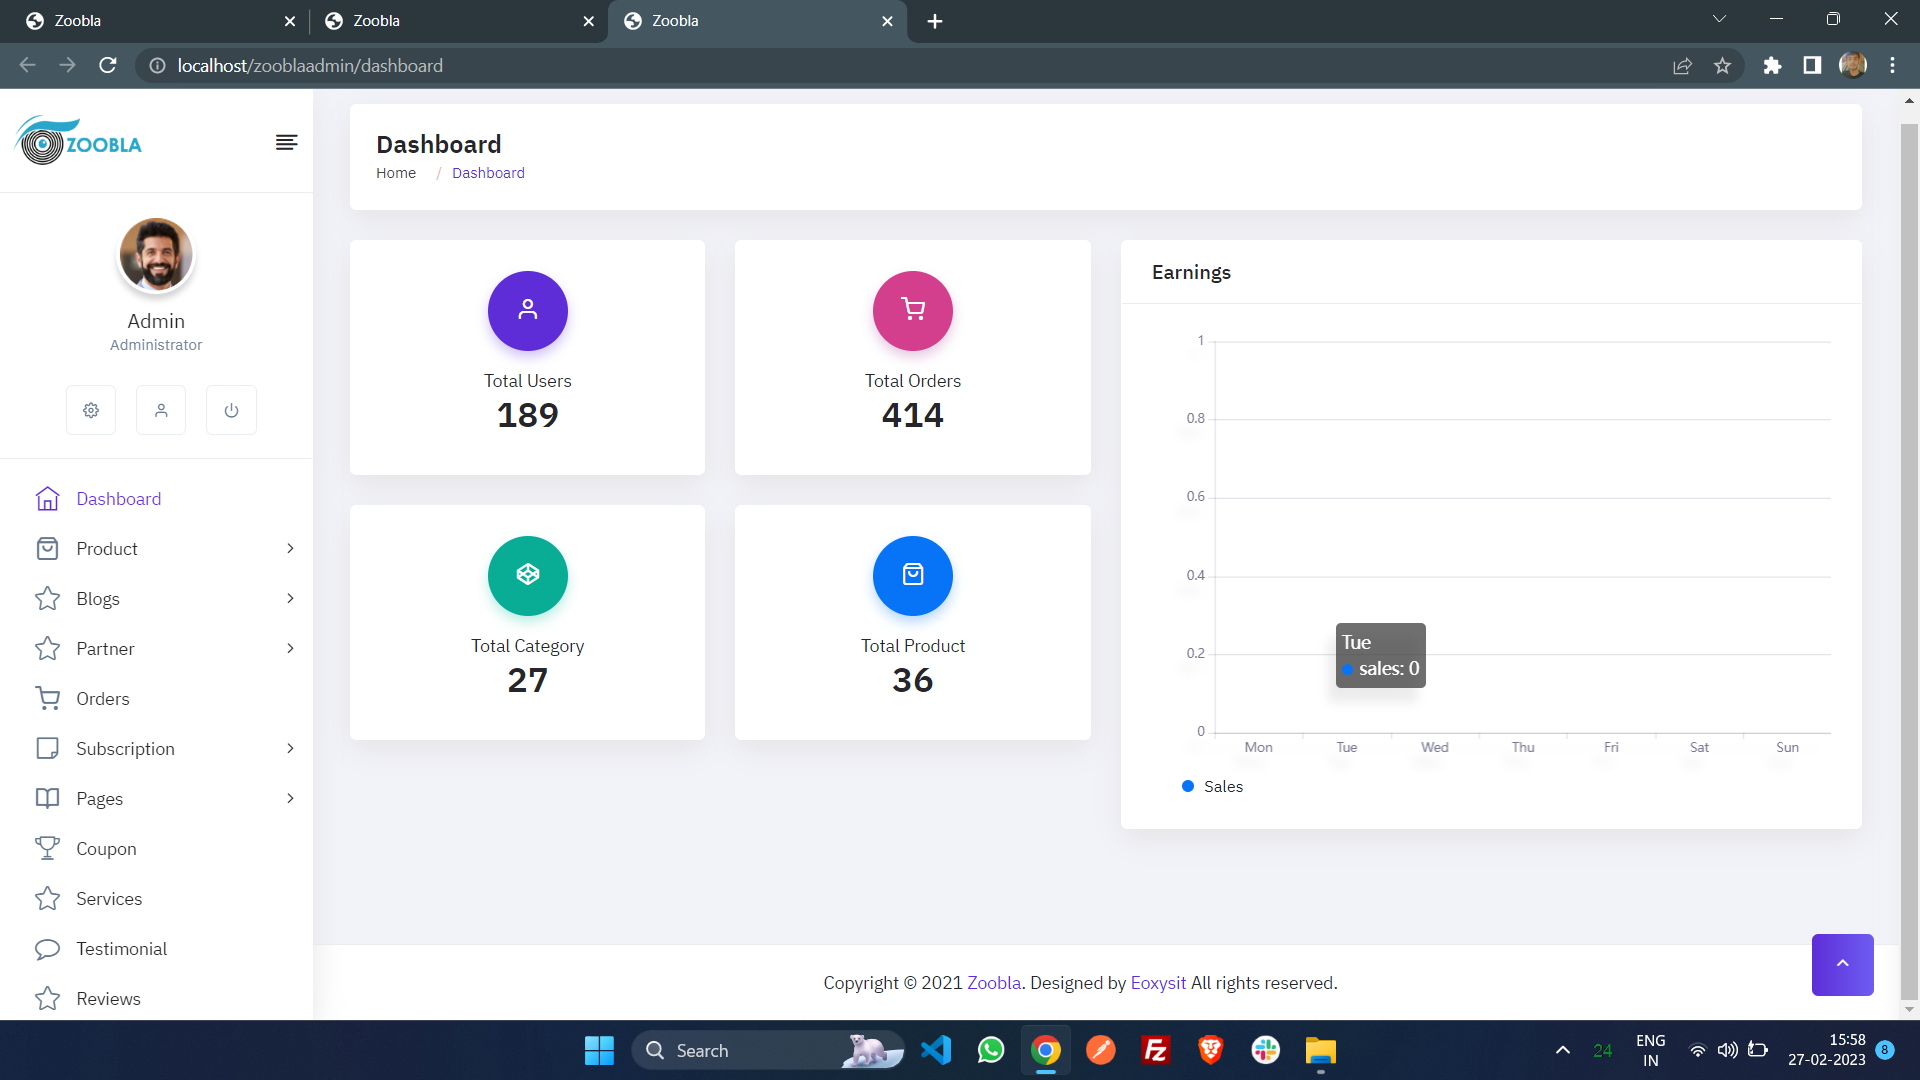 Zoobla
Zoobla
Zoobla
localhost/zooblaadmin/dashboard
ZOOBLA
Admin
Administrator
Dashboard
Product
Blogs
Partner
Orders
Subscription
Pages
Coupon
Services
Testimonial
Reviews
Dashboard
Home / Dashboard
Total Users
189
Total Orders
414
Total Category
27
Total Product
36
Earnings
1
0.8
0.6
0.4
0.2
0
Tue
sales: 0
Mon Tue Wed Thu Fri Sat Sun
Sales
Copyright © 2021 Zoobla. Designed by Eoxysit All rights reserved.
Search
Fz
24
ENG
IN
15:58
27-02-2023
8